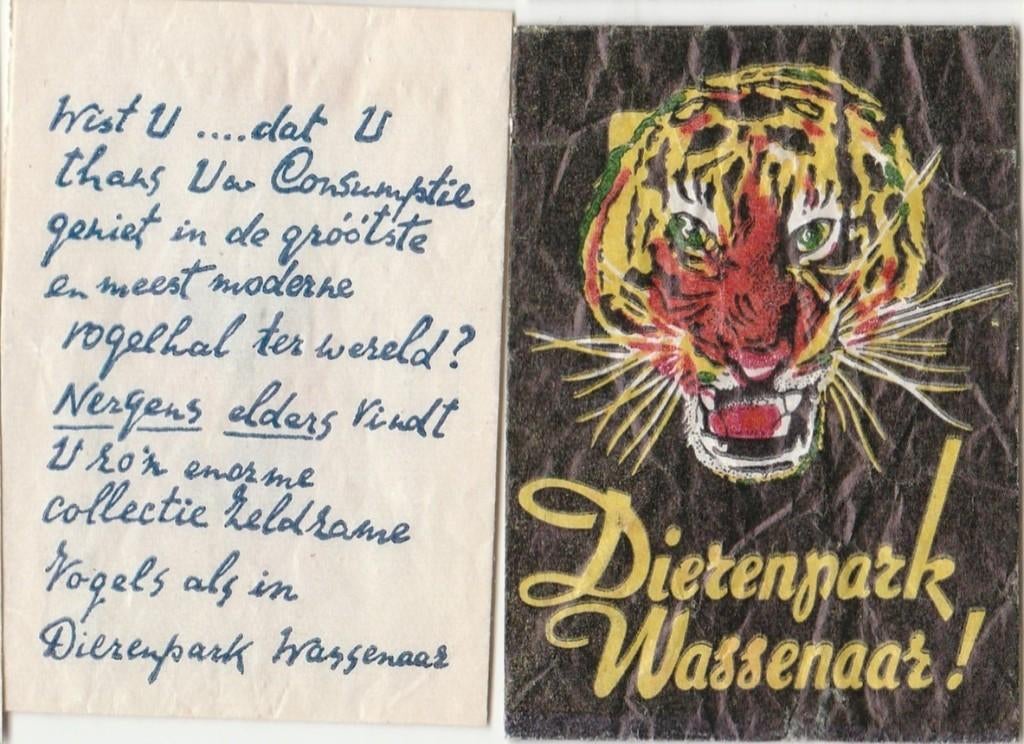 Wist U ....dat U
thans Uw Consumptie
geniet in de gróótste
en meest moderne
vogelhal ter wereld?
Nergens elders vindt
U zo'n enorme
collectie zeldzame
Vogels als in
Dierenpark Wassenaar
Dierenpark
Wassenaar!